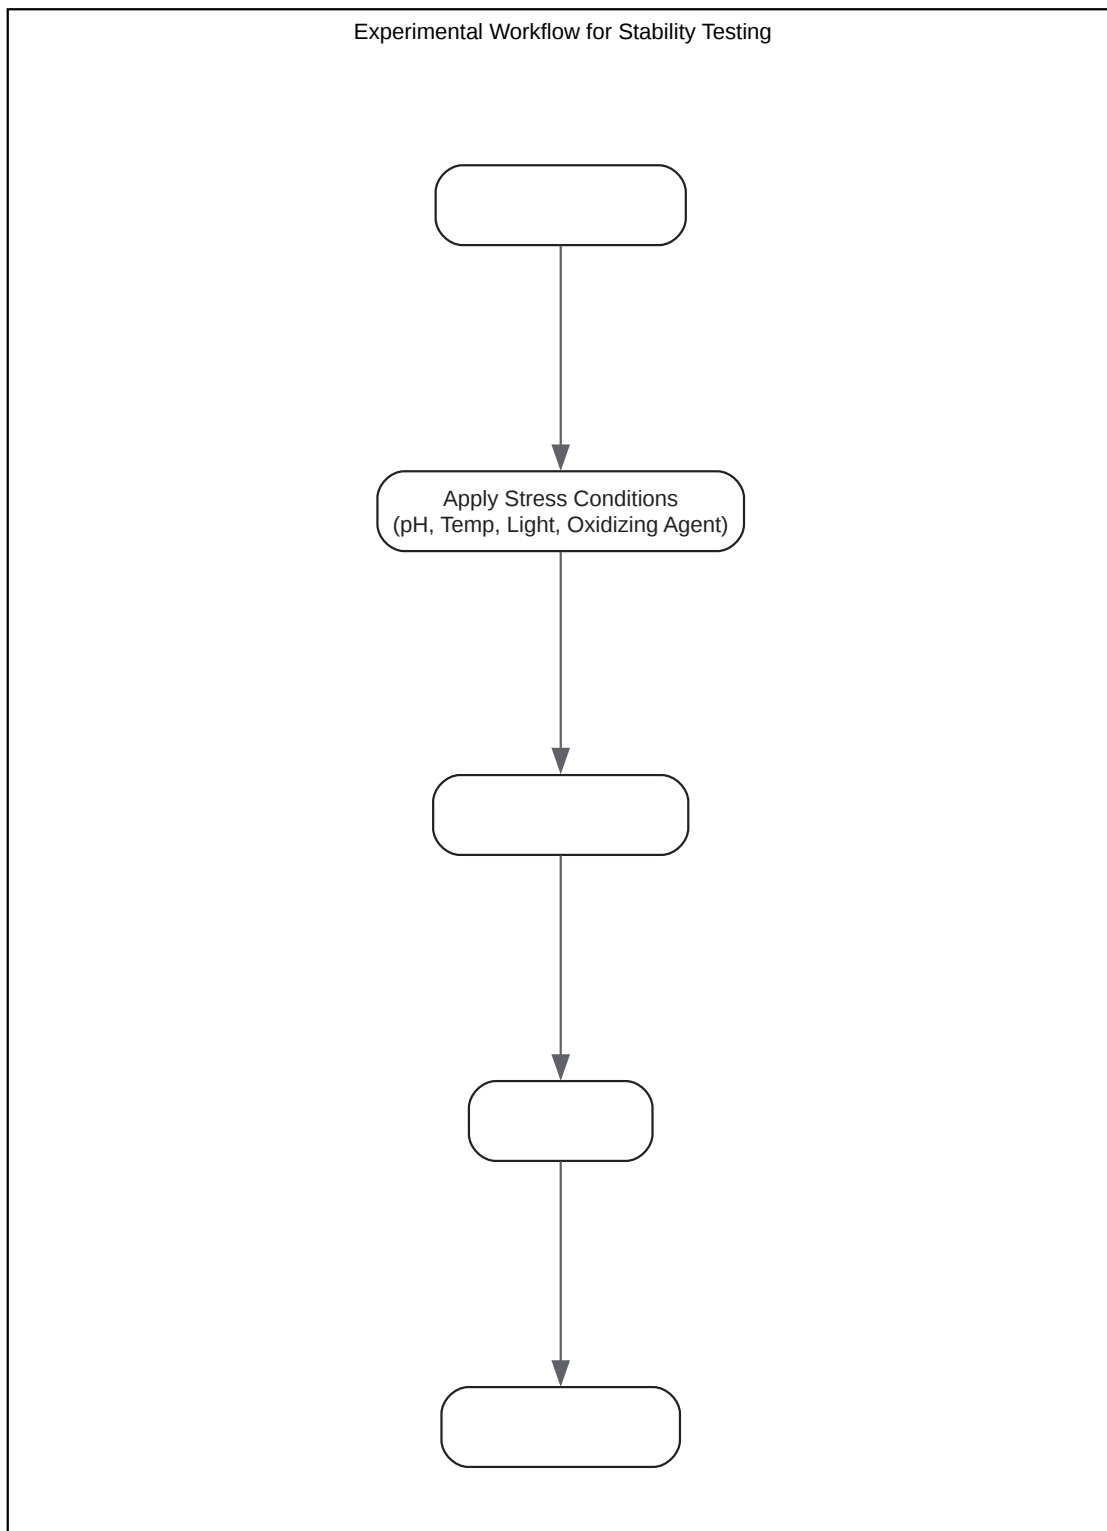 Experimental Workflow for Stability Testing
Apply Stress Conditions
(pH, Temp, Light, Oxidizing Agent)